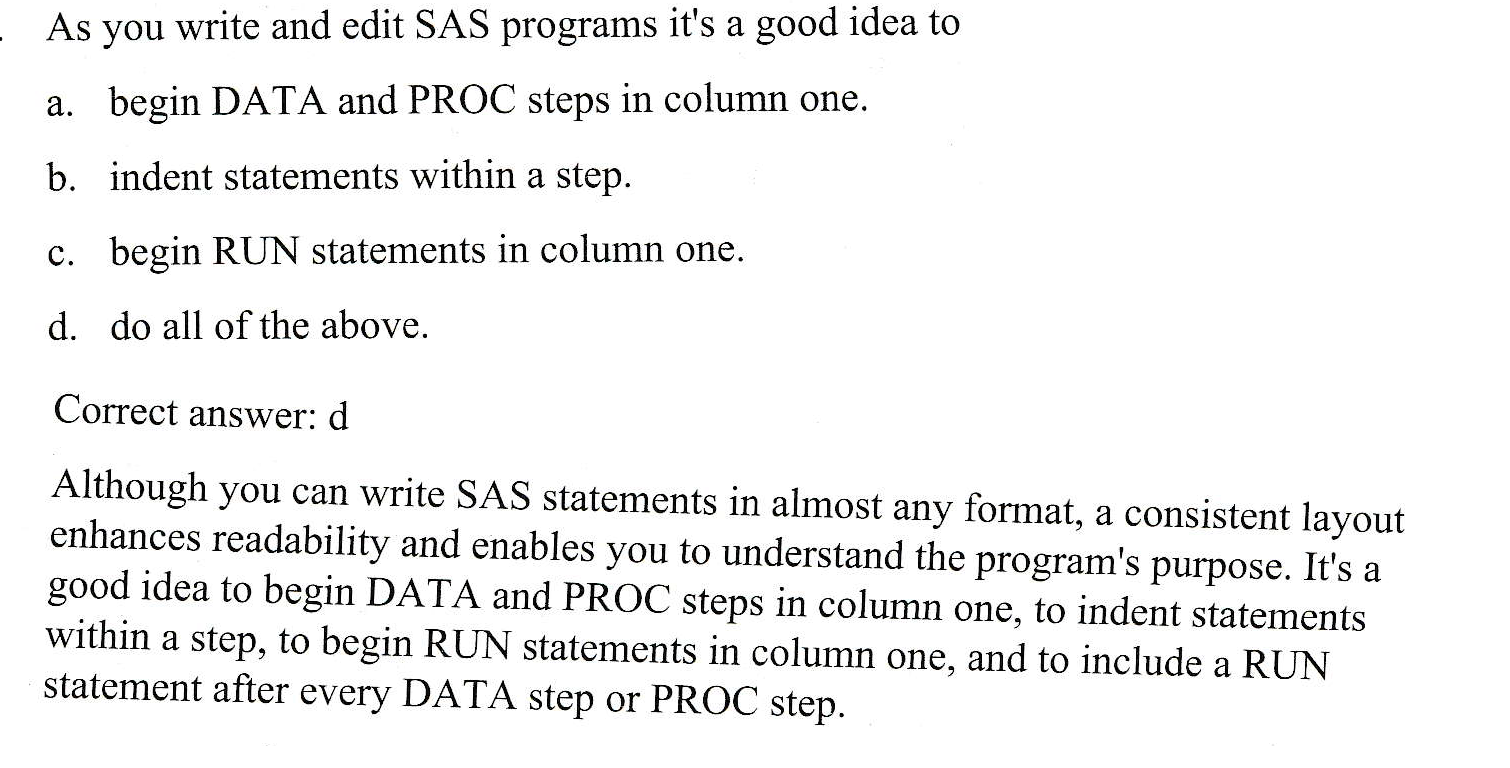 As you write and edit SAS programs it's a good idea to
a. begin DATA and PROC steps in column one.
b. indent statements within a step.
c. begin RUN statements in column one.
d. do all of the above.
Correct answer: d
Although you can write SAS statements in almost any format, a consistent layout
enhances readability and enables you to understand the program's purpose. It's a
good idea to begin DATA and PROC steps in column one, to indent statements
within a step, to begin RUN statements in column one, and to include a RUN
statement after every DATA step or PROC step.